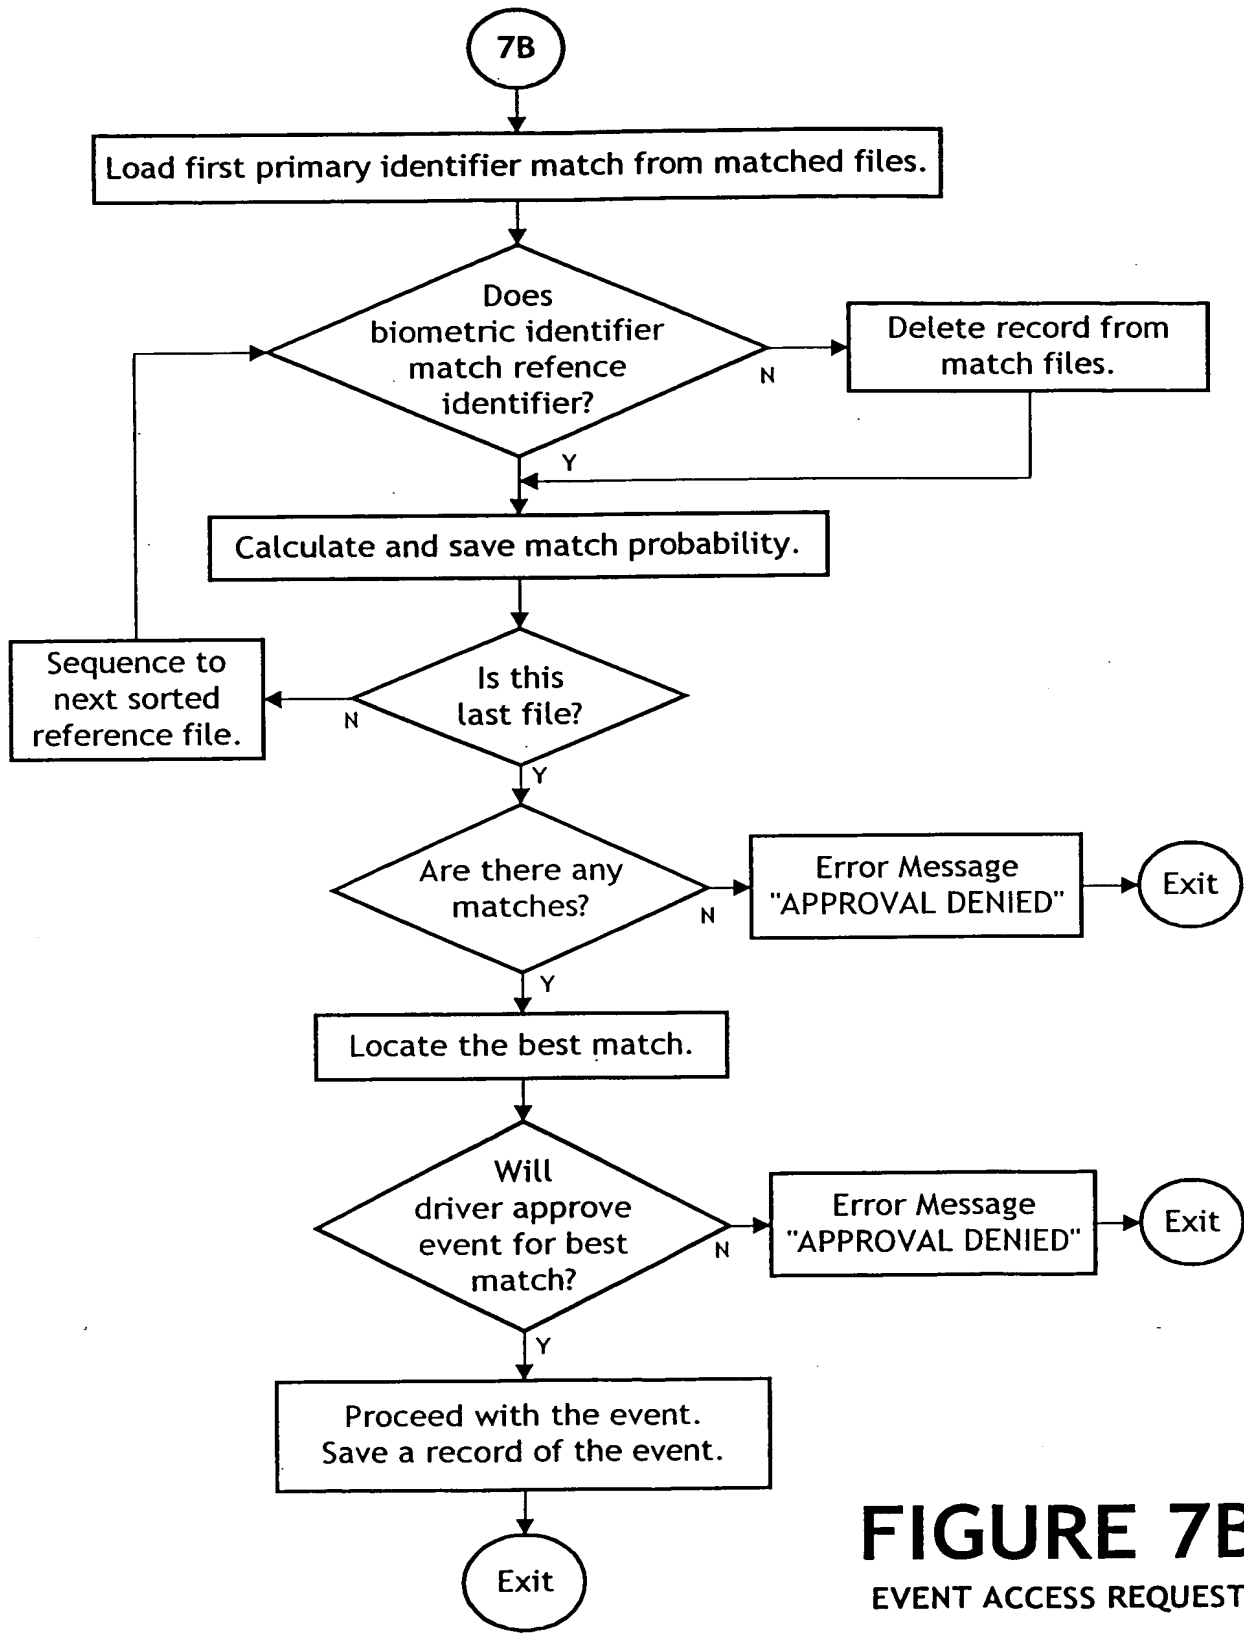 7B
Load first primary identifier match from matched files.
Does
biometric identifier
match refence
identifier?
N
Delete record from
match files.
Y
Calculate and save match probability.
Sequence to
next sorted
reference file.
N
Is this
last file?
Y
Are there any
matches?
N
Error Message
"APPROVAL DENIED"
Exit
Y
Locate the best match.
Will
driver approve
event for best
match?
N
Error Message
"APPROVAL DENIED"
Exit
Y
Proceed with the event.
Save a record of the event.
Exit
FIGURE 7B
EVENT ACCESS REQUEST